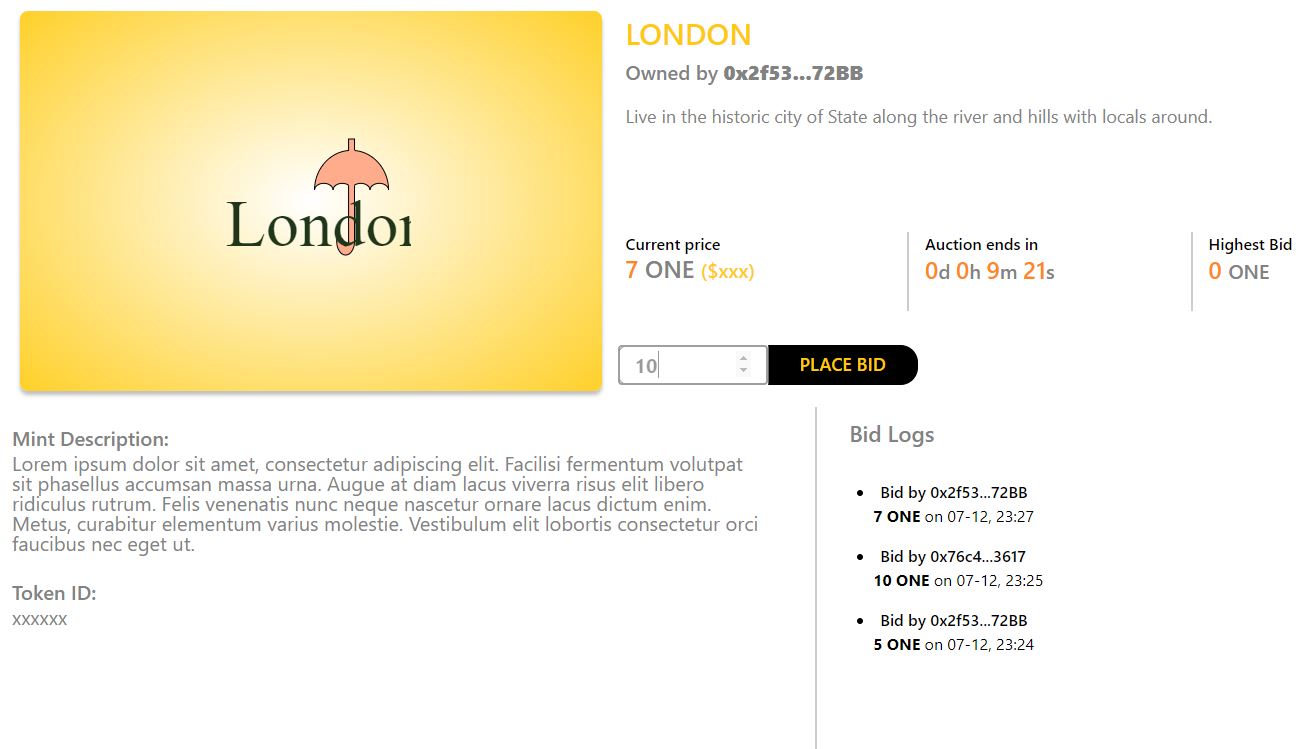 London
LONDON
Owned by 0x2f53...72BB
Live in the historic city of State along the river and hills with locals around.
Current price
7 ONE ($xxx)
Auction ends in
0d 0h 9m 21s
Highest Bid
0 ONE
10
PLACE BID
Mint Description:
Lorem ipsum dolor sit amet, consectetur adipiscing elit. Facilisi fermentum volutpat
sit phasellus accumsan massa urna. Augue at diam lacus viverra risus elit libero
ridiculus rutrum. Felis venenatis nunc neque nascetur ornare lacus dictum enim.
Metus, curabitur elementum varius molestie. Vestibulum elit lobortis consectetur orci
faucibus nec eget ut.
Token ID:
xxxxxx
Bid Logs
Bid by 0x2f53...72BB
7 ONE on 07-12, 23:27
Bid by 0x76c4...3617
10 ONE on 07-12, 23:25
Bid by 0x2f53...72BB
5 ONE on 07-12, 23:24